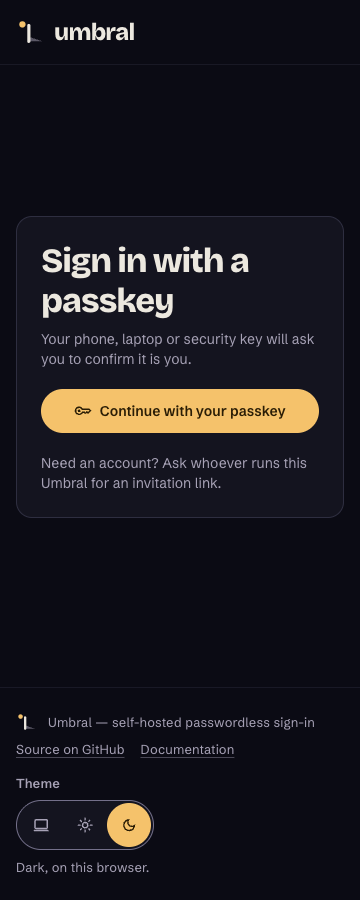 umbral
Sign in with a
passkey
Your phone, laptop or security key will ask
you to confirm it is you.
Continue with your passkey
Need an account? Ask whoever runs this
Umbral for an invitation link.
Umbral — self-hosted passwordless sign-in
Source on GitHub Documentation
Theme
Dark, on this browser.